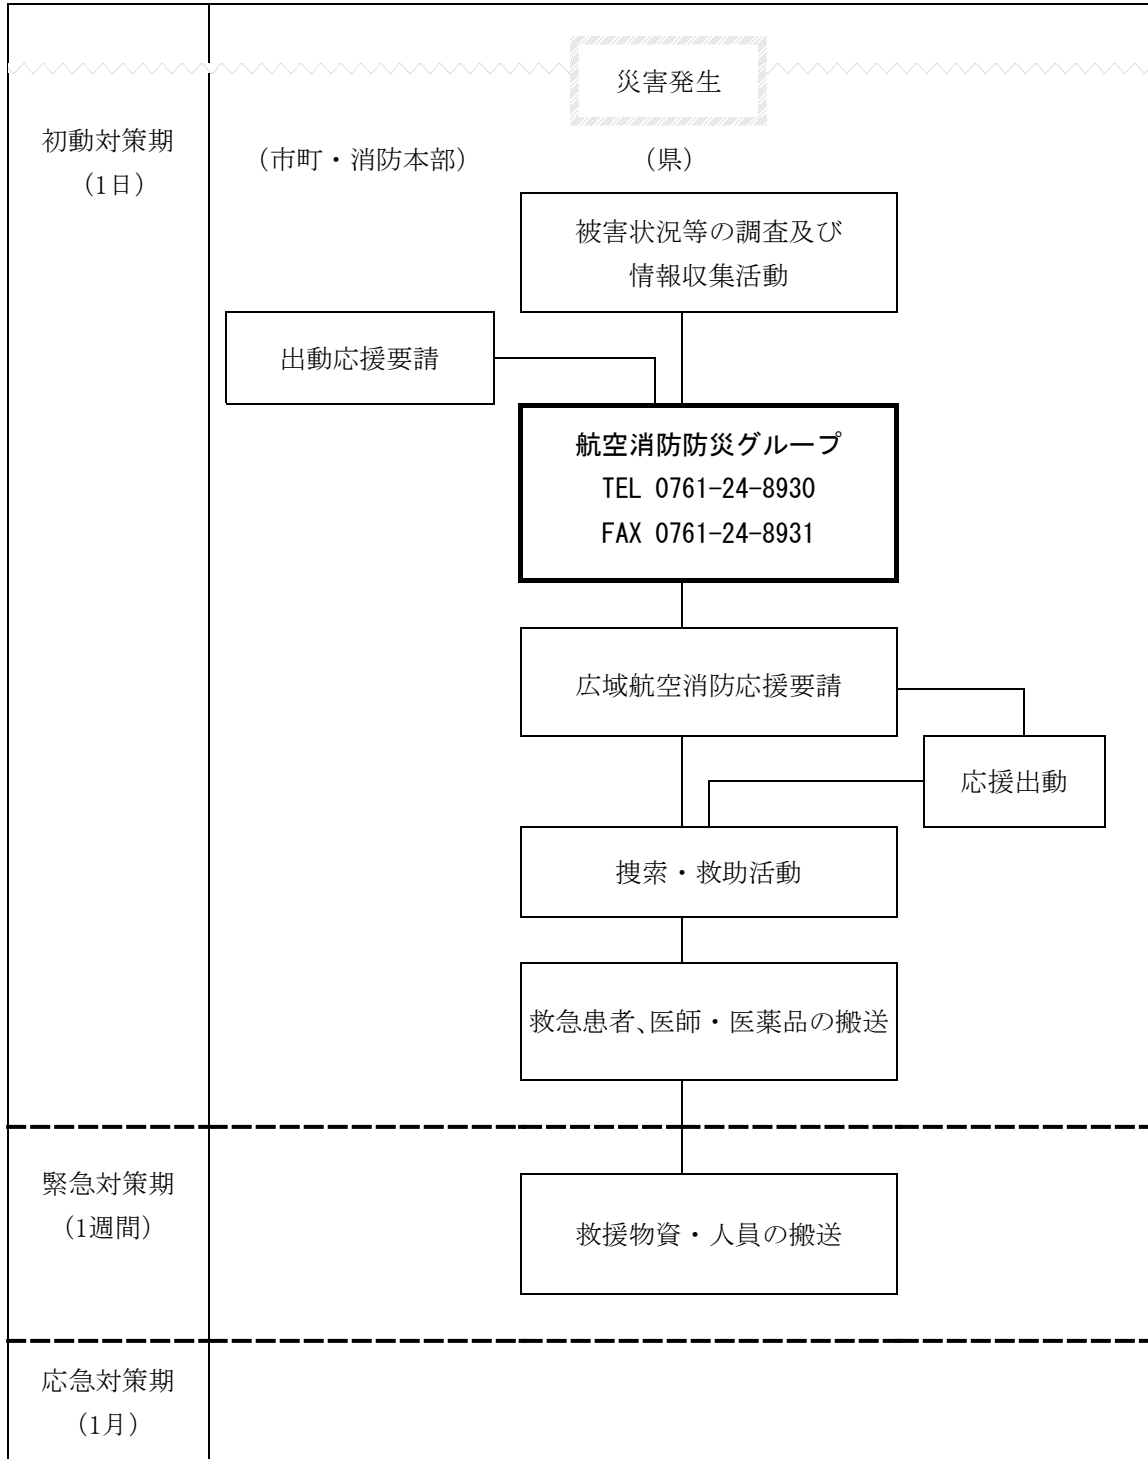 災害発生
初動対策期
（1日）
（市町・消防本部）
（県）
被害状況等の調査及び
情報収集活動
出動応援要請
航空消防防災グループ
TEL 0761-24-8930
FAX 0761-24-8931
広域航空消防応援要請
応援出動
捜索・救助活動
救急患者、医師・医薬品の搬送
緊急対策期
（1週間）
救援物資・人員の搬送
応急対策期
（1月）